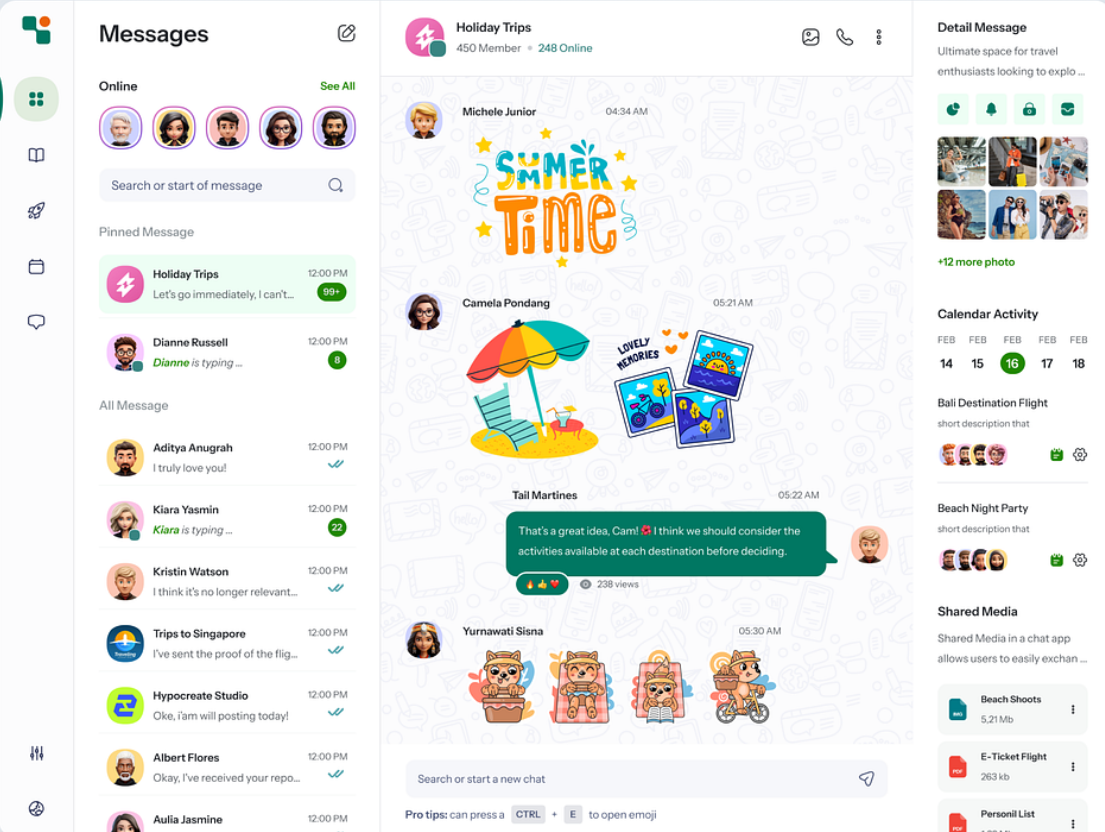 Messages
Online
See All
Search or start of message
Pinned Message
Holiday Trips
12:00 PM
Let's go immediately, I can't...
99+
Dianne Russell
12:00 PM
Dianne is typing ...
8
All Message
Aditya Anugrah
12:00 PM
I truly love you!
Kiara Yasmin
12:00 PM
Kiara is typing ...
22
Kristin Watson
12:00 PM
I think it's no longer relevant...
Trips to Singapore
12:00 PM
I've sent the proof of the flig...
Traveling
Hypocreate Studio
12:00 PM
Oke, i'am will posting today!
Albert Flores
12:00 PM
Okay, I've received your repo...
Aulia Jasmine
12:00 PM
Holiday Trips
450 Member
248 Online
Michele Junior
04:34 AM
SUMMER
TIME
Camela Pondang
05:21 AM
LOVELY
MEMORIES
Tail Martines
05:22 AM
That's a great idea, Cam! 🌺 I think we should consider the
activities available at each destination before deciding.
🔥👍❤️
238 views
Yurnawati Sisna
05:30 AM
Search or start a new chat
Pro tips: can press a CTRL + E to open emoji
Detail Message
Ultimate space for travel
enthusiasts looking to explo ...
+12 more photo
Calendar Activity
FEB FEB FEB FEB FEB
14 15 16 17 18
Bali Destination Flight
short description that
Beach Night Party
short description that
Shared Media
Shared Media in a chat app
allows users to easily exchan ...
Beach Shoots
IMG
5,21 Mb
E-Ticket Flight
PDF
263 kb
Personil List
PDF